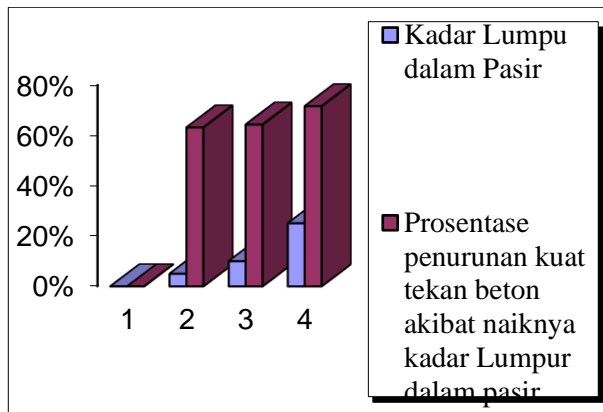 80%
60%
40%
20%
0%
1 2 3 4
Kadar Lumpu
dalam Pasir
Prosentase
penurunan kuat
tekan beton
akibat naiknya
kadar Lumpur
dalam pasir